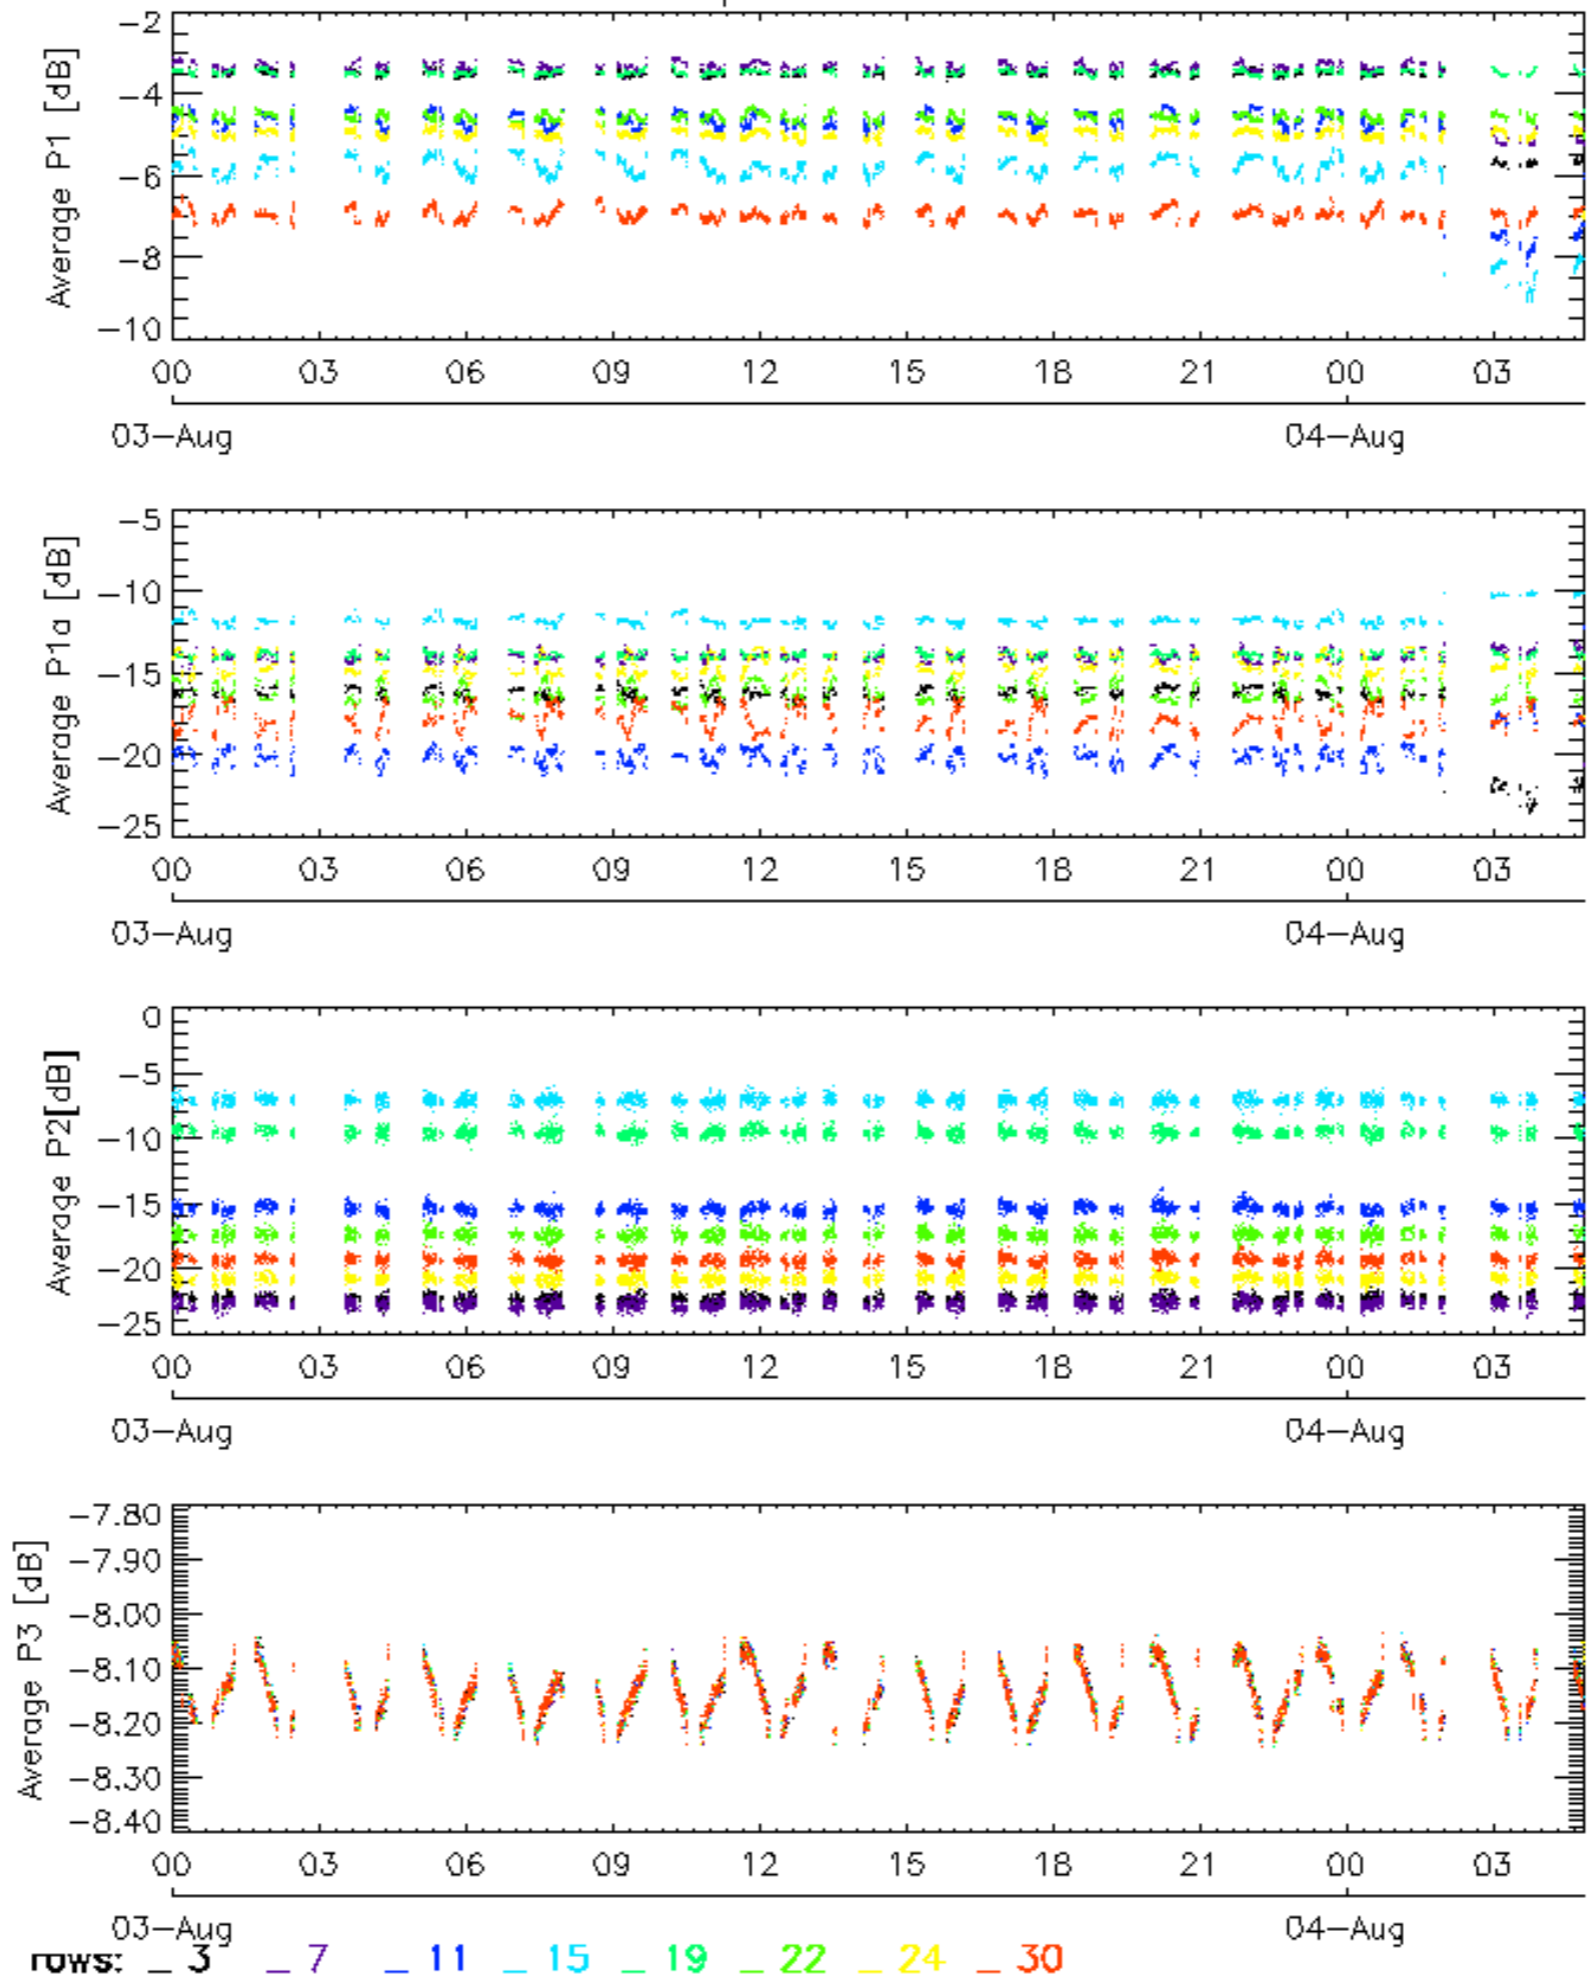 Average P1 [dB]
−2
−4
−6
−8
−10
00 03 06 09 12 15 18 21 00 03
03−Aug 04−Aug
Average P1a [dB]
−5
−10
−15
−20
−25
00 03 06 09 12 15 18 21 00 03
03−Aug 04−Aug
Average P2[dB]
0
−5
−10
−15
−20
−25
00 03 06 09 12 15 18 21 00 03
03−Aug 04−Aug
Average P3 [dB]
−7.80
−7.90
−8.00
−8.10
−8.20
−8.30
−8.40
00 03 06 09 12 15 18 21 00 03
03−Aug 04−Aug
rows: _ 3 _ 7 _ 11 _ 15 _ 19 _ 22 _ 24 _ 30